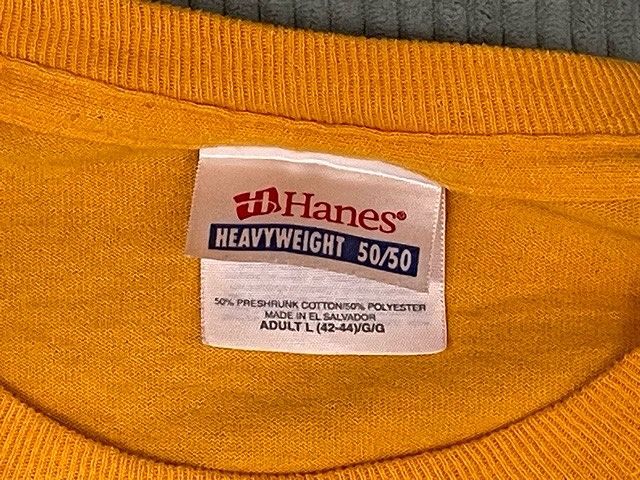 Hanes®
HEAVYWEIGHT 50/50
50% PRESHRUNK COTTON/50% POLYESTER
MADE IN EL SALVADOR
ADULT L (42-44)/G/G